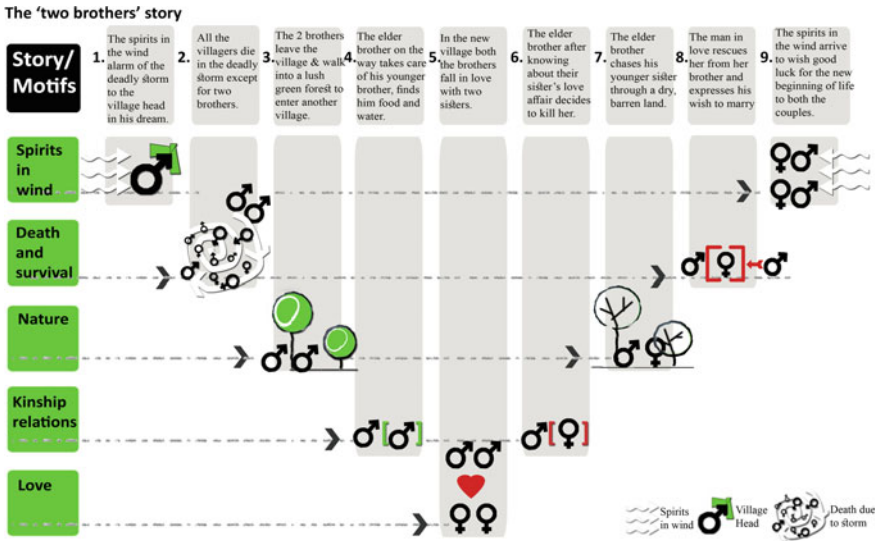 The 'two brothers' story
Story/
Motifs
1.
The spirits in
the wind
alarm of the
deadly storm
to the
village head
in his dream.
2.
All the
villagers die
in the deadly
storm except
for two
brothers.
3.
The 2 brothers
leave the
village & walk
into a lush
green forest to
enter another
village.
4.
The elder
brother on the
way takes care
of his younger
brother, finds
him food and
water.
5.
In the new
village both the
brothers fall in
love with two
sisters.
6.
The elder
brother after
knowing
about their
sister's love
affair decides
to kill her.
7.
The elder
brother
chases his
younger sister
through a dry,
barren land.
8.
The man in
love rescues
her from her
brother and
expresses his
wish to marry
9.
The spirits in
the wind arrive
to wish good
luck for the new
beginning of life
to both the
couples.
Spirits
in
wind
Death
and
survival
Nature
Kinship
relations
Love
Spirits
in wind
Village
Head
Death due
to storm